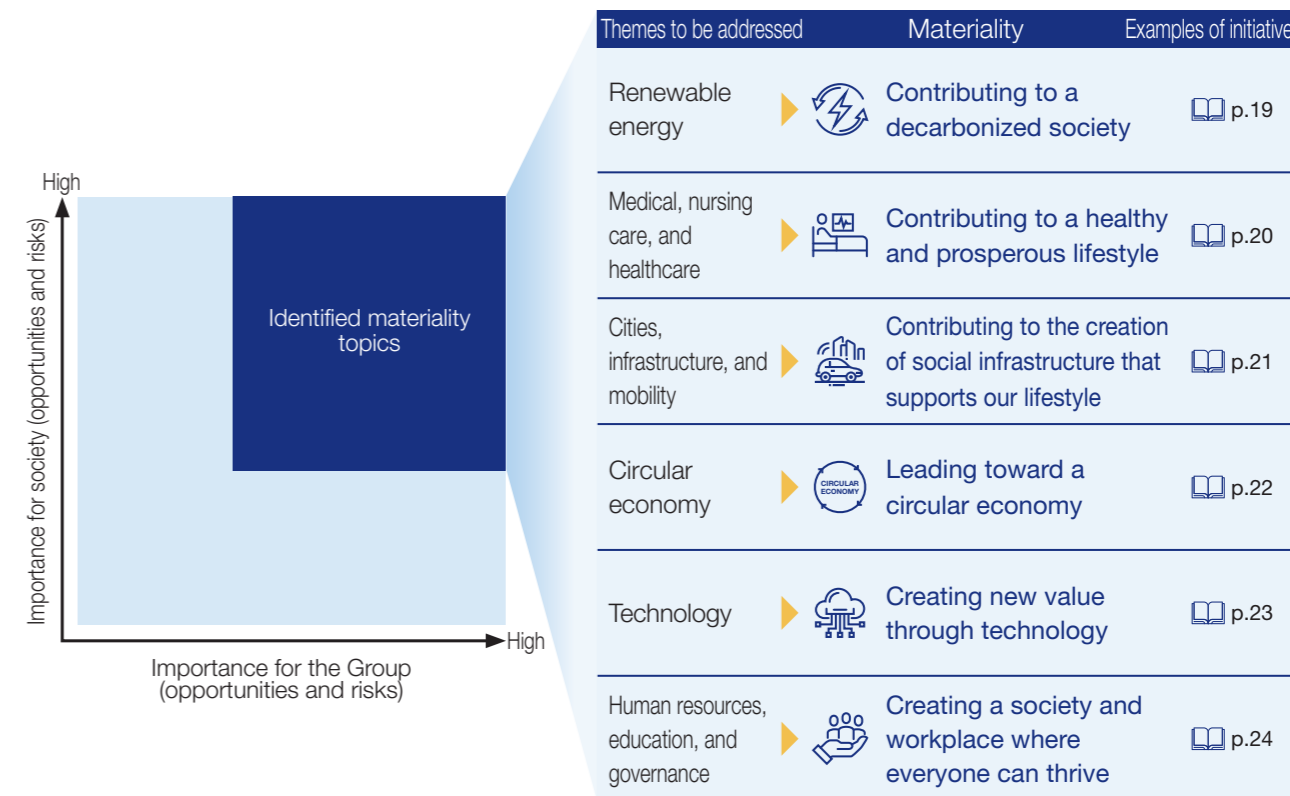 High
Importance for society (opportunities and risks)
Identified materiality
topics
High
Importance for the Group
(opportunities and risks)
Themes to be addressed
Materiality
Examples of initiative
Renewable
energy
Contributing to a
decarbonized society
p.19
Medical, nursing
care, and
healthcare
Contributing to a healthy
and prosperous lifestyle
p.20
Cities,
infrastructure, and
mobility
Contributing to the creation
of social infrastructure that
supports our lifestyle
p.21
Circular
economy
CIRCULAR
ECONOMY
Leading toward a
circular economy
p.22
Technology
Creating new value
through technology
p.23
Human resources,
education, and
governance
Creating a society and
workplace where
everyone can thrive
p.24